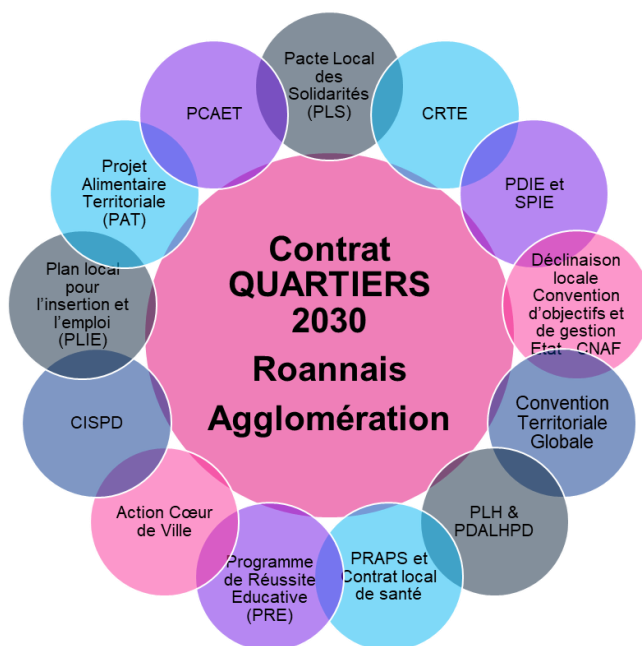 Contrat
QUARTIERS
2030
Roannais
Agglomération
Pacte Local
des
Solidarités
(PLS)
CRTE
PDIE et
SPIE
Déclinaison
locale
Convention
d'objectifs et
de gestion
Etat - CNAF
Convention
Territoriale
Globale
PLH &
PDALHPD
PRAPS et
Contrat local
de santé
Programme
de Réussite
Educative
(PRE)
Action Cœur
de Ville
CISPD
Plan local
pour
l'insertion et
l'emploi
(PLIE)
Projet
Alimentaire
Territoriale
(PAT)
PCAET